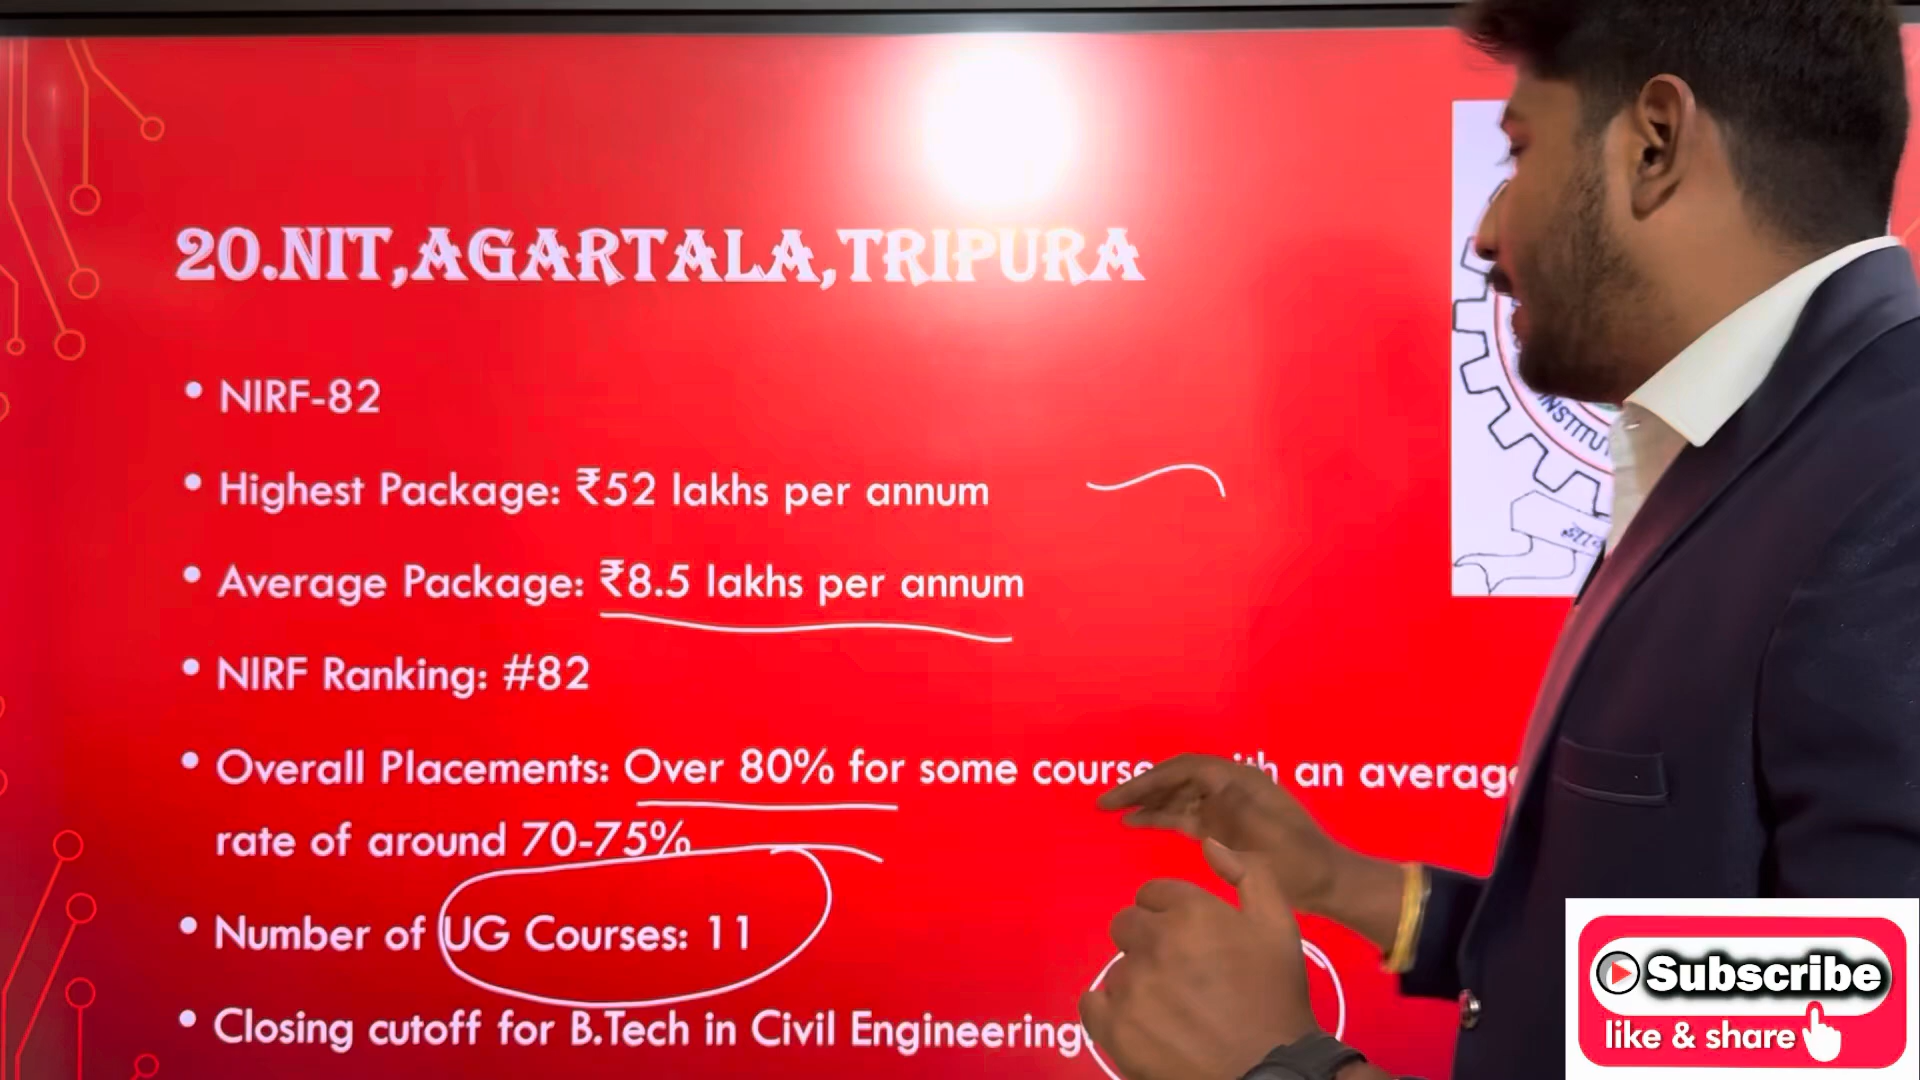 20.NIT,AGARTALA,TRIPURA
• NIRF-82
• Highest Package: ₹52 lakhs per annum
• Average Package: ₹8.5 lakhs per annum
• NIRF Ranking: #82
• Overall Placements: Over 80% for some with an average
rate of around 70-75%
• Number of UG Courses: 11
• Closing cutoff for B.Tech in Civil Engineering
Subscribe
like & share